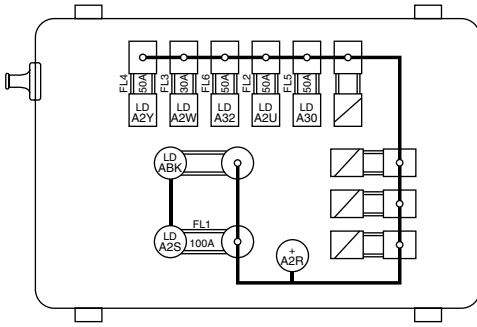 FL4 50A FL3 30A FL6 50A FL2 50A FL5 50A
LD LD LD LD LD
A2Y A2W A32 A2U A30
LD
ABK
FL1
LD
A2S 100A
+
A2R